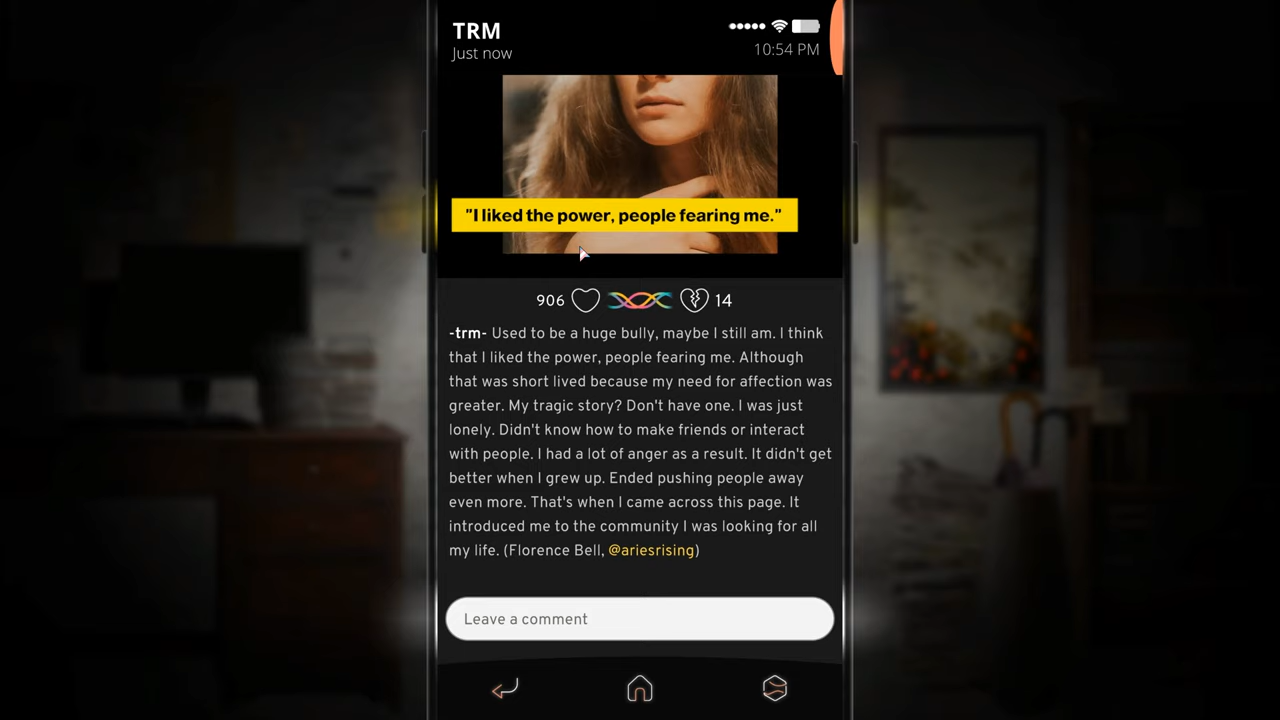 TRM
Just now
10:54 PM
"I liked the power, people fearing me."
906
14
-trm- Used to be a huge bully, maybe I still am. I think
that I liked the power, people fearing me. Although
that was short lived because my need for affection was
greater. My tragic story? Don't have one. I was just
lonely. Didn't know how to make friends or interact
with people. I had a lot of anger as a result. It didn't get
better when I grew up. Ended pushing people away
even more. That's when I came across this page. It
introduced me to the community I was looking for all
my life. (Florence Bell, @ariesrising)
Leave a comment